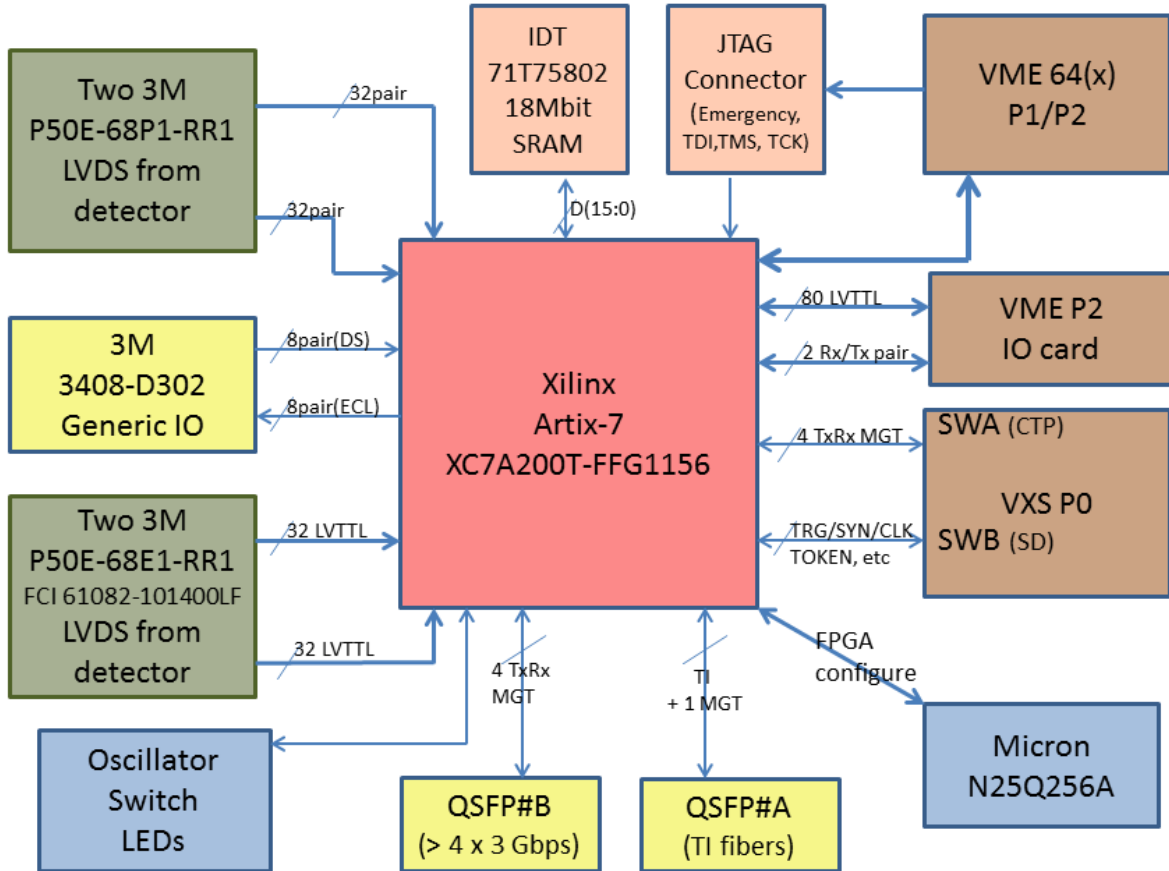 Two 3M
P50E-68P1-RR1
LVDS from
detector
32pair
32pair
IDT
71T75802
18Mbit
SRAM
D(15:0)
JTAG
Connector
(Emergency,
TDI,TMS, TCK)
VME 64(x)
P1/P2
3M
3408-D302
Generic IO
8pair(DS)
8pair(ECL)
Xilinx
Artix-7
XC7A200T-FFG1156
80 LVTTL
2 Rx/Tx pair
VME P2
IO card
4 TxRx MGT
TRG/SYN/CLK
TOKEN, etc
SWA (CTP)
VXS P0
SWB (SD)
Two 3M
P50E-68E1-RR1
FCI 61082-101400LF
LVDS from
detector
32 LVTTL
32 LVTTL
4 TxRx
MGT
TI
+ 1 MGT
FPGA
configure
Oscillator
Switch
LEDs
QSFP#B
(> 4 x 3 Gbps)
QSFP#A
(TI fibers)
Micron
N25Q256A